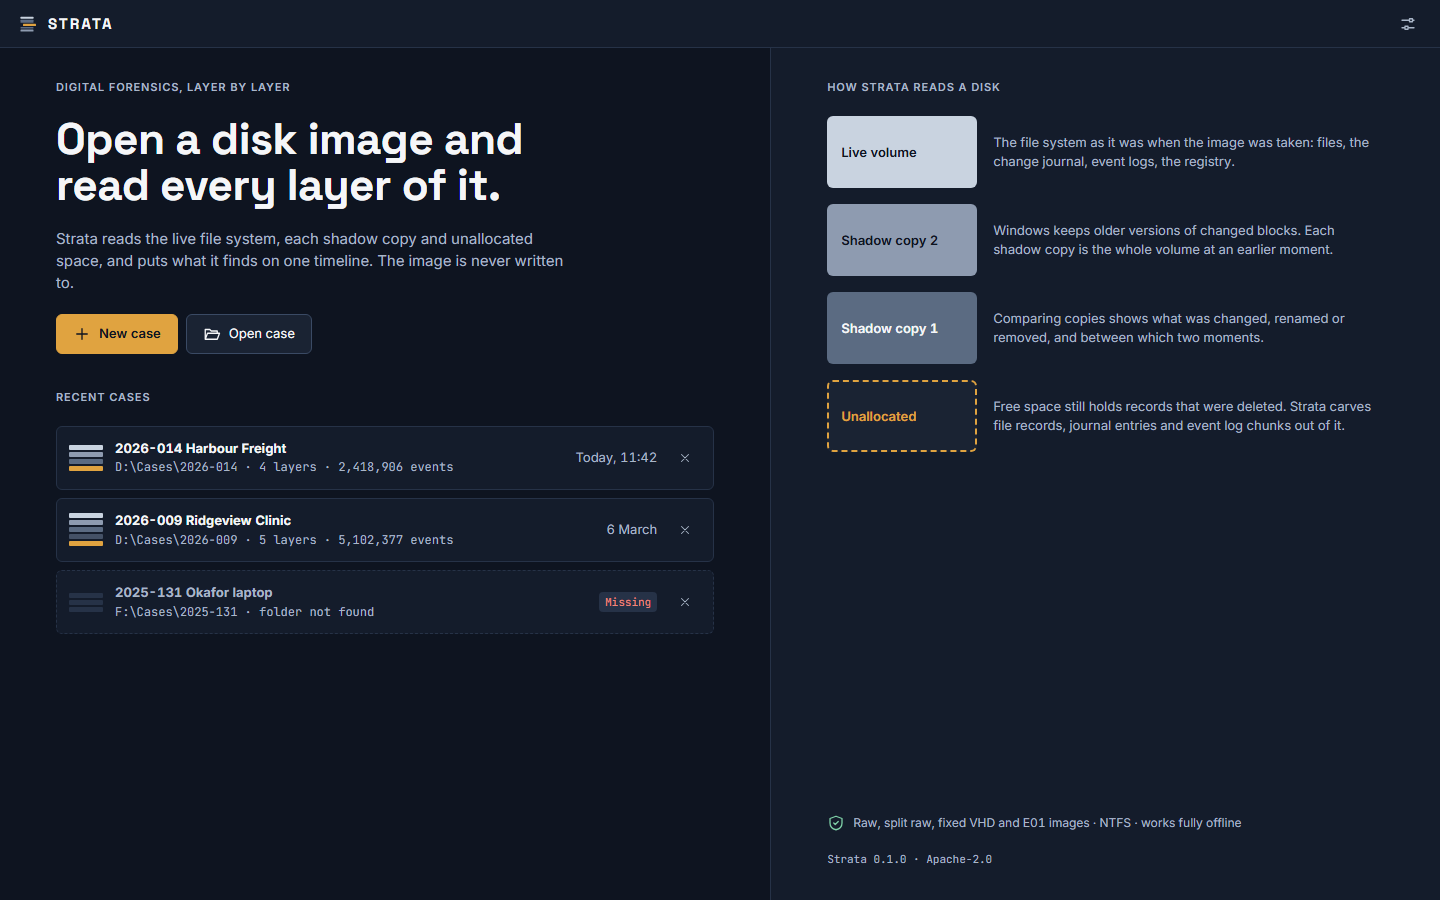 STRATA
DIGITAL FORENSICS, LAYER BY LAYER
Open a disk image and
read every layer of it.
Strata reads the live file system, each shadow copy and unallocated
space, and puts what it finds on one timeline. The image is never written
to.
New case
Open case
RECENT CASES
2026-014 Harbour Freight
D:\Cases\2026-014 · 4 layers · 2,418,906 events
Today, 11:42
2026-009 Ridgeview Clinic
D:\Cases\2026-009 · 5 layers · 5,102,377 events
6 March
2025-131 Okafor laptop
F:\Cases\2025-131 · folder not found
Missing
HOW STRATA READS A DISK
Live volume
The file system as it was when the image was taken: files, the
change journal, event logs, the registry.
Shadow copy 2
Windows keeps older versions of changed blocks. Each
shadow copy is the whole volume at an earlier moment.
Shadow copy 1
Comparing copies shows what was changed, renamed or
removed, and between which two moments.
Unallocated
Free space still holds records that were deleted. Strata carves
file records, journal entries and event log chunks out of it.
Raw, split raw, fixed VHD and E01 images · NTFS · works fully offline
Strata 0.1.0 · Apache-2.0